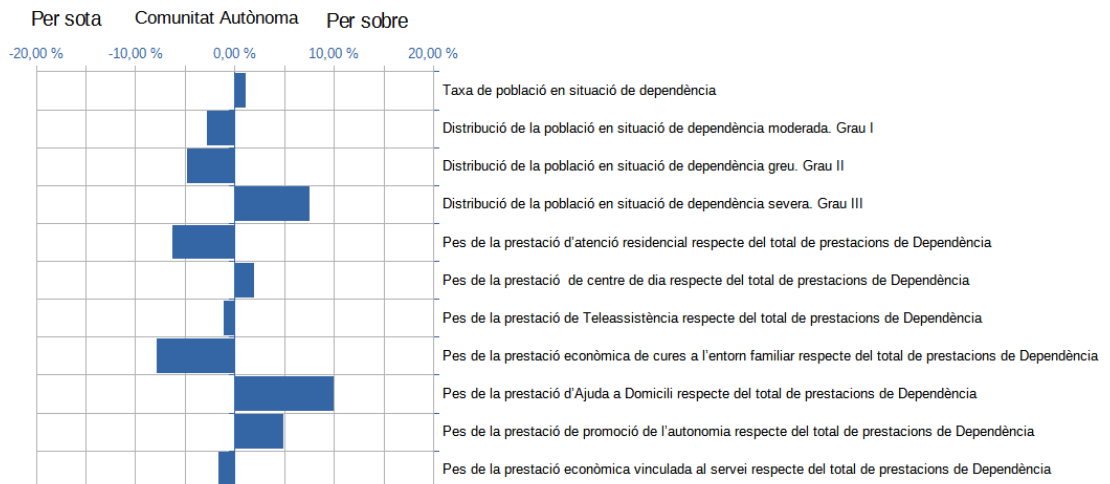 Per sota Comunitat Autònoma Per sobre
-20,00 % -10,00 % 0,00 % 10,00 % 20,00 %
Taxa de població en situació de dependència
Distribució de la població en situació de dependència moderada. Grau I
Distribució de la població en situació de dependència greu. Grau II
Distribució de la població en situació de dependència severa. Grau III
Pes de la prestació d’atenció residencial respecte del total de prestacions de Dependència
Pes de la prestació  de centre de dia respecte del total de prestacions de Dependència
Pes de la prestació de Teleassistència respecte del total de prestacions de Dependència
Pes de la prestació econòmica de cures a l’entorn familiar respecte del total de prestacions de Dependència
Pes de la prestació d’Ajuda a Domicili respecte del total de prestacions de Dependència
Pes de la prestació de promoció de l’autonomia respecte del total de prestacions de Dependència
Pes de la prestació econòmica vinculada al servei respecte del total de prestacions de Dependència